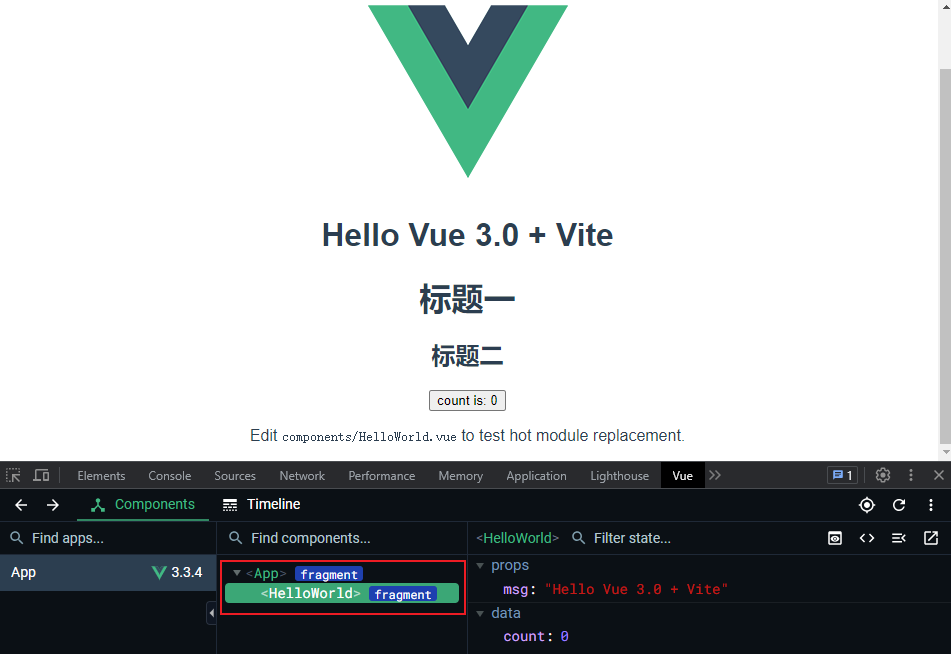 Hello Vue 3.0 + Vite
标题一
标题二
count is: 0
Edit components/HelloWorld.vue to test hot module replacement.
Elements Console Sources Network Performance Memory Application Lighthouse Vue 1
Components Timeline
Find apps... Find components... <HelloWorld> Filter state...
App 3.3.4
<App> fragment
<HelloWorld> fragment
props
msg: "Hello Vue 3.0 + Vite"
data
count: 0